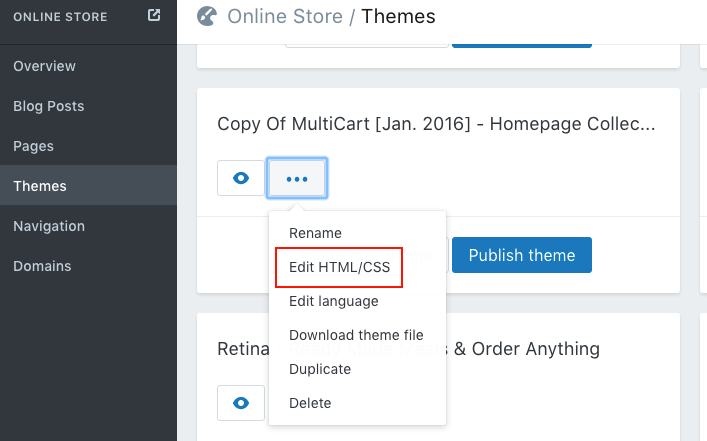 ONLINE STORE
Overview
Blog Posts
Pages
Themes
Navigation
Domains
Online Store / Themes
Copy Of MultiCart [Jan. 2016] - Homepage Collec...
Rename
Edit HTML/CSS
Edit language
Download theme file
Duplicate
Delete
Publish theme
Retina & Order Anything